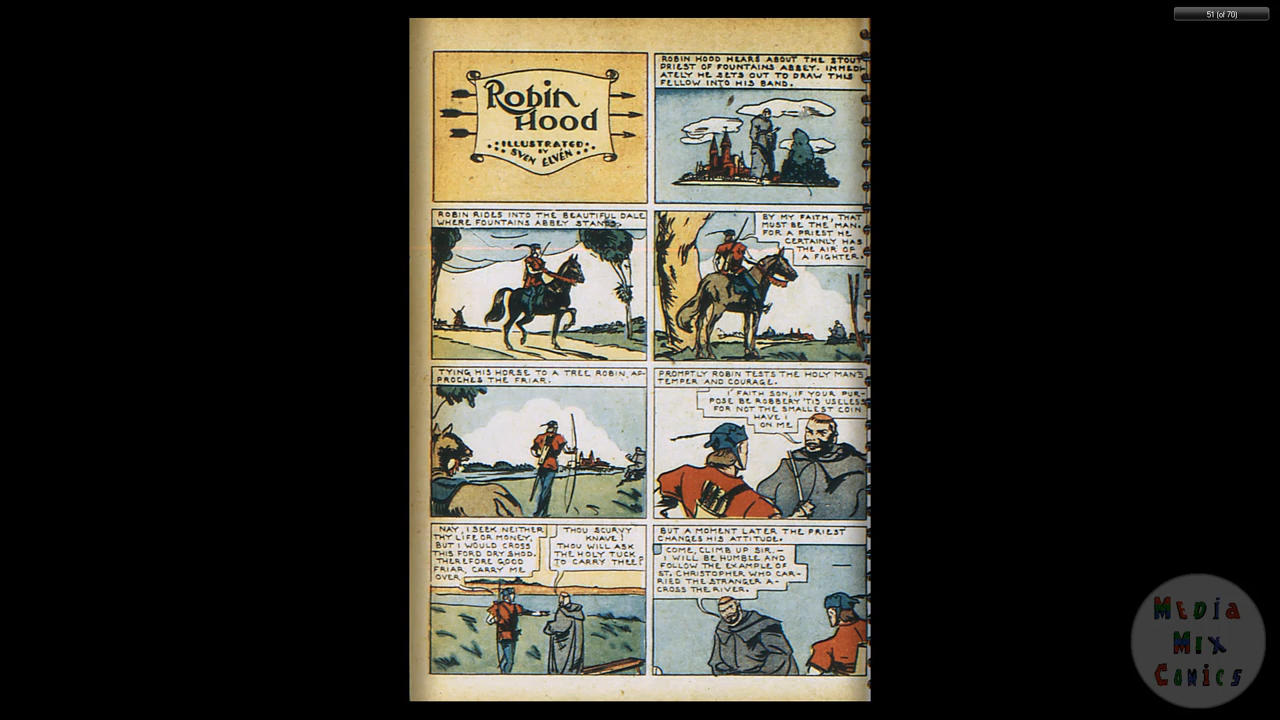 51 (of 70)
Robin
Hood
ILLUSTRATED
BY
SVEN ELVÉN
ROBIN HOOD HEARS ABOUT THE STOUT
PRIEST OF FOUNTAINS ABBEY. IMMEDI-
ATELY HE SETS OUT TO DRAW THIS
FELLOW INTO HIS BAND.
ROBIN RIDES INTO THE BEAUTIFUL DALE
WHERE FOUNTAINS ABBEY STANDS.
BY MY FAITH, THAT
MUST BE THE MAN.
FOR A PRIEST HE
CERTAINLY HAS
THE AIR OF
A FIGHTER.
TYING HIS HORSE TO A TREE ROBIN, AP-
PROCHES THE FRIAR.
PROMPTLY ROBIN TESTS THE HOLY MAN'S
TEMPER AND COURAGE.
I' FAITH SON, IF YOUR PUR-
POSE BE ROBBERY 'TIS USELESS
FOR NOT THE SMALLEST COIN
HAVE I
ON ME
NAY, I SEEK NEITHER
THY LIFE OR MONEY,
BUT I WOULD CROSS
THIS FORD DRY SHOD.
THEREFORE GOOD
FRIAR, CARRY ME
OVER
THOU SCURVY
KNAVE!
THOU WILL ASK
THE HOLY TUCK
TO CARRY THEE?
BUT A MOMENT LATER THE PRIEST
CHANGES HIS ATTITUDE.
COME, CLIMB UP SIR. —
I WILL BE HUMBLE AND
FOLLOW THE EXAMPLE OF
ST. CHRISTOPHER WHO CAR-
RIED THE STRANGER A-
CROSS THE RIVER.
MEDIA
MIX
COMICS